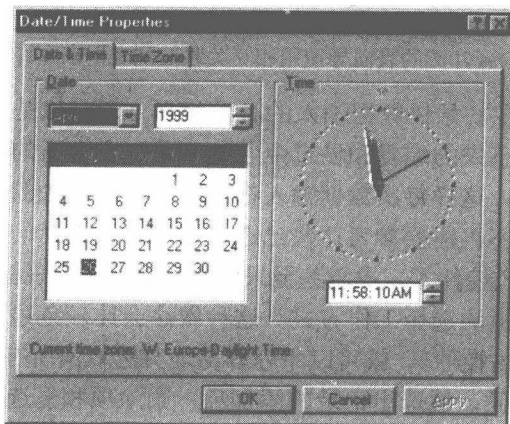 Date/Time Properties
Date & Time Time Zone
Date
1999
1 2 3
4 5 6 7 8 9 10
11 12 13 14 15 16 17
18 19 20 21 22 23 24
25 26 27 28 29 30
Time
11:58:10AM
Current time zone: W. Europe Daylight Time
OK Cancel Apply